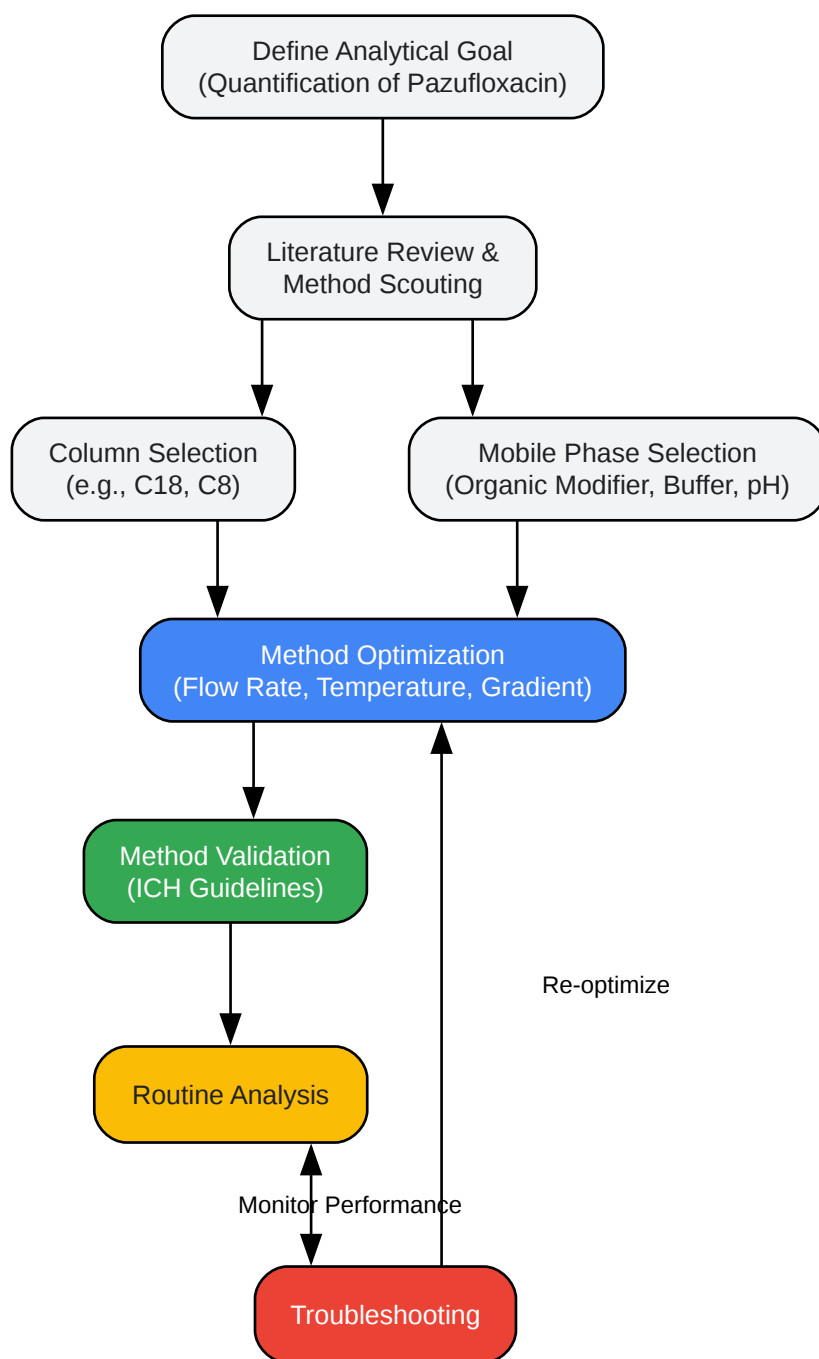 Define Analytical Goal
(Quantification of Pazufloxacin)
Literature Review &
Method Scouting
Column Selection
(e.g., C18, C8)
Mobile Phase Selection
(Organic Modifier, Buffer, pH)
Method Optimization
(Flow Rate, Temperature, Gradient)
Method Validation
(ICH Guidelines)
Re-optimize
Routine Analysis
Monitor Performance
Troubleshooting